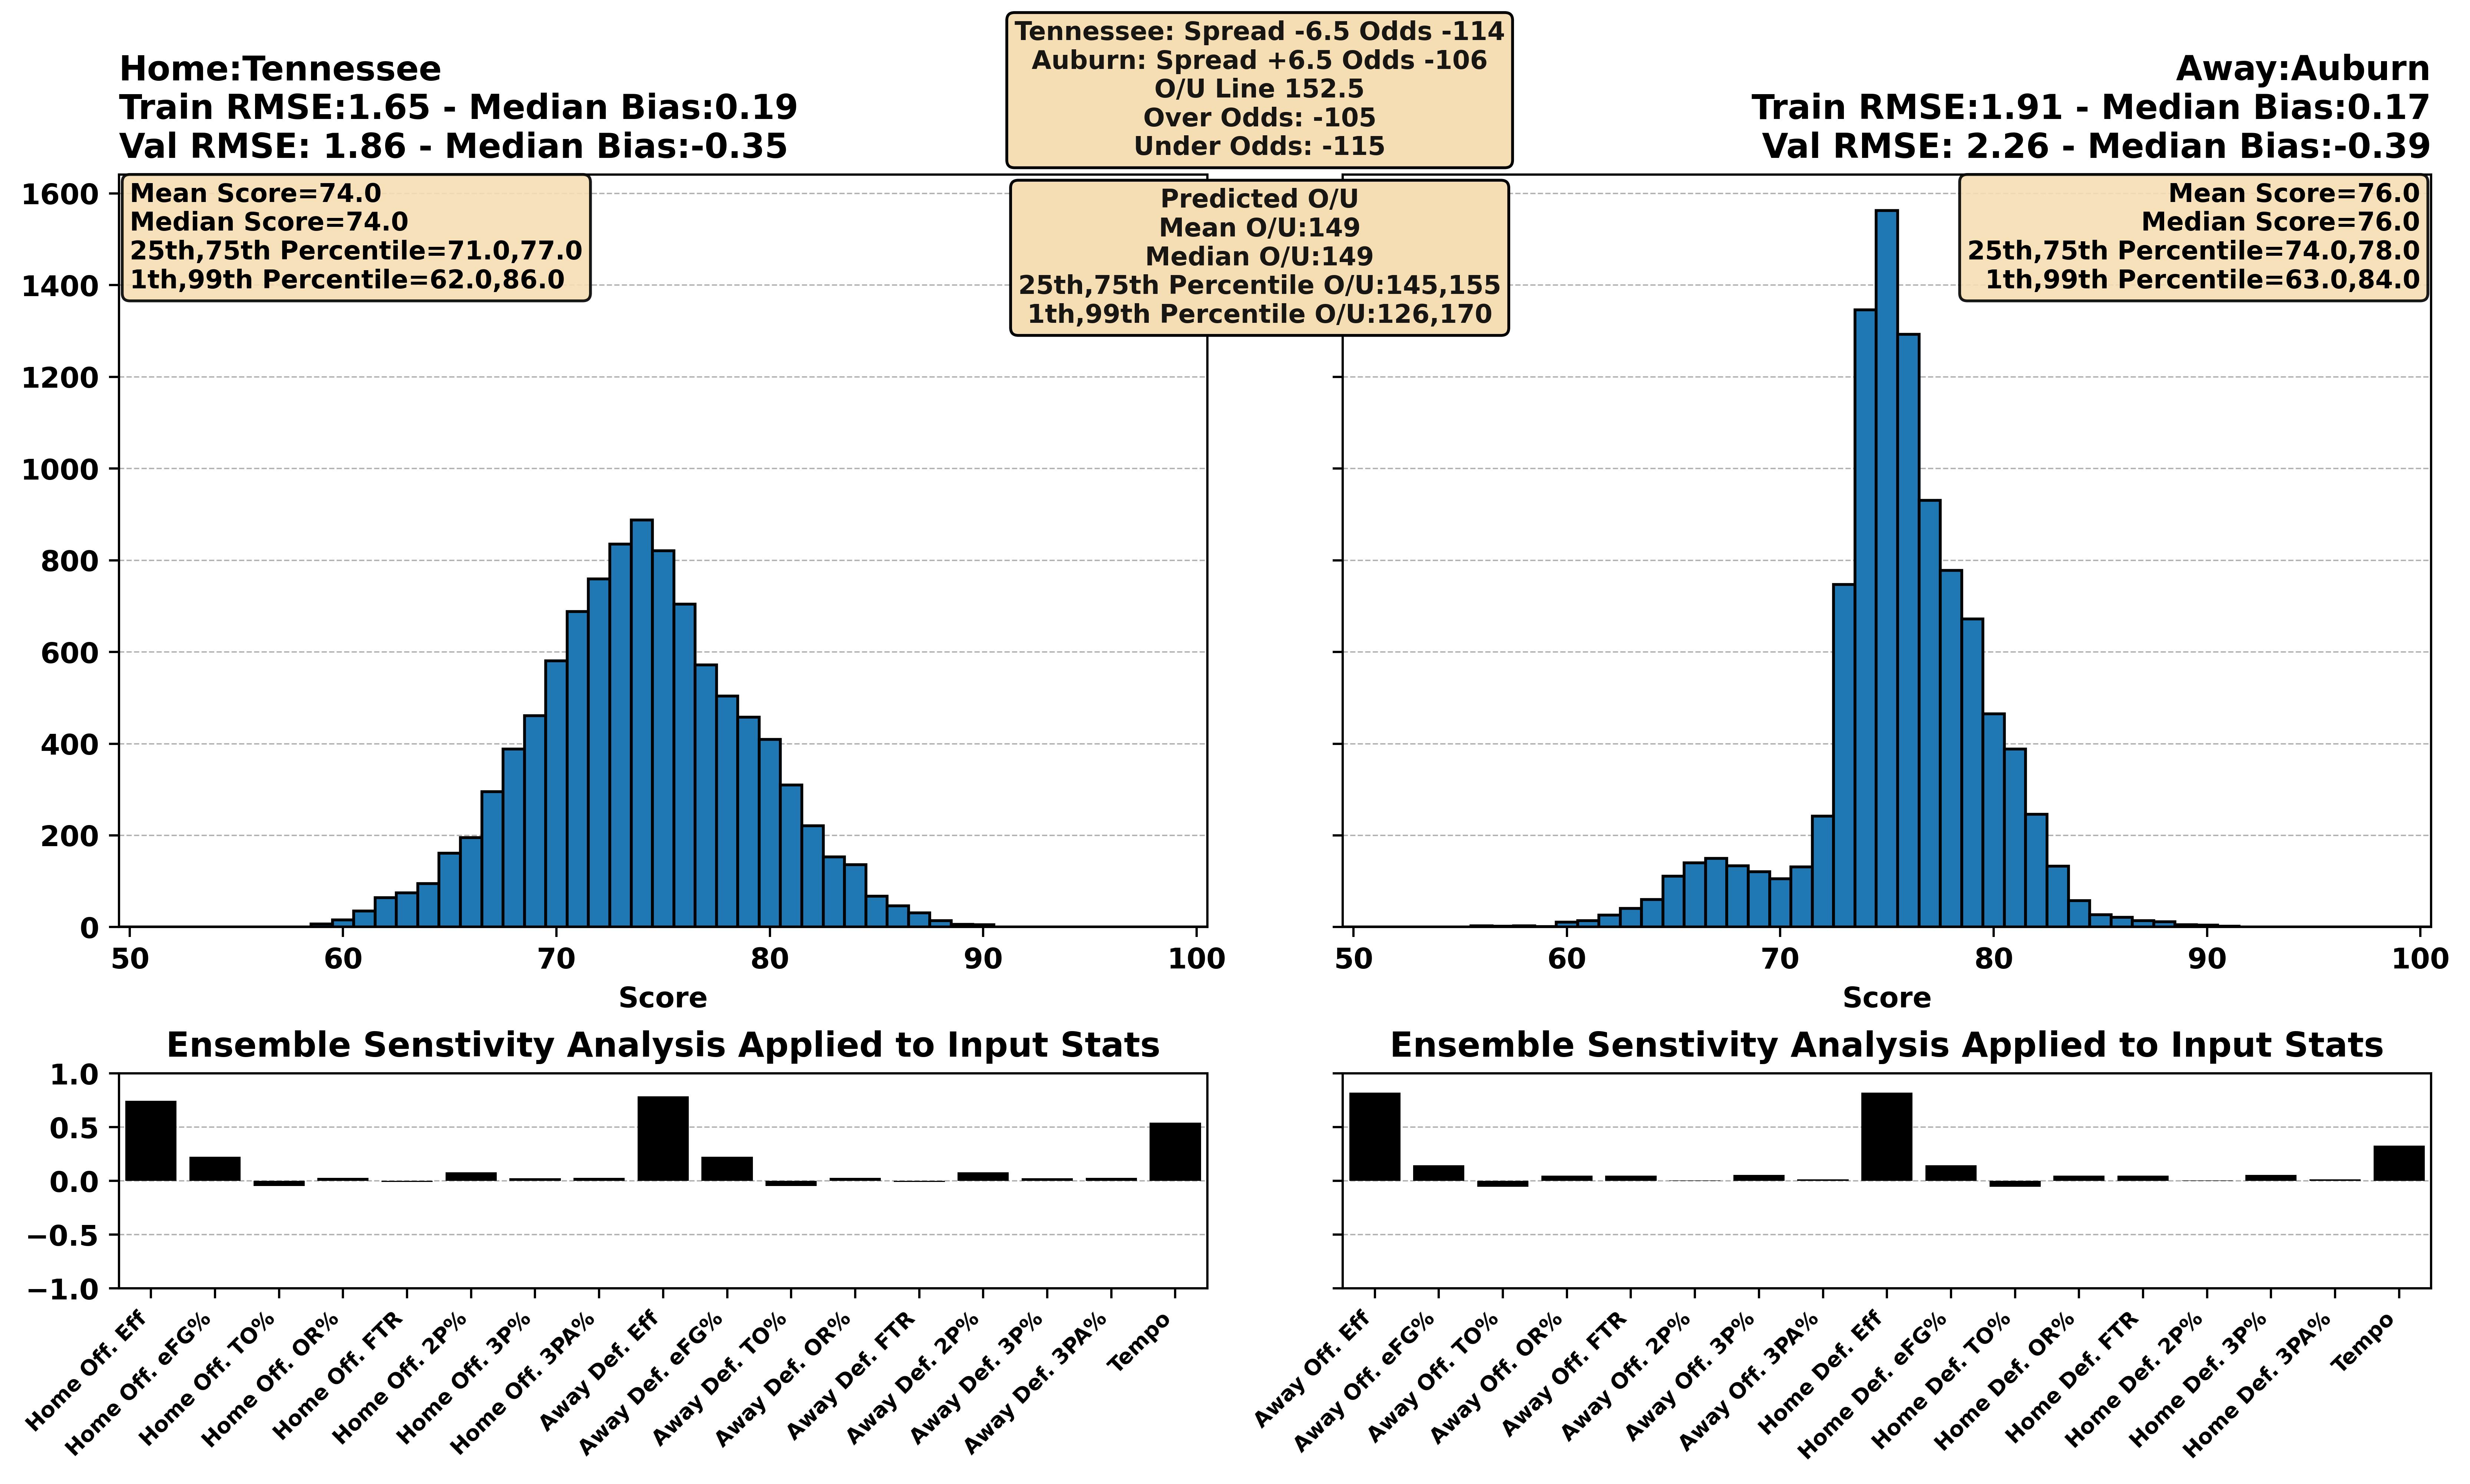 Tennessee: Spread -6.5 Odds -114
Auburn: Spread +6.5 Odds -106
O/U Line 152.5
Over Odds: -105
Under Odds: -115
Home:Tennessee
Train RMSE:1.65 - Median Bias:0.19
Val RMSE: 1.86 - Median Bias:-0.35
Away:Auburn
Train RMSE:1.91 - Median Bias:0.17
Val RMSE: 2.26 - Median Bias:-0.39
Mean Score=74.0
Median Score=74.0
25th,75th Percentile=71.0,77.0
1th,99th Percentile=62.0,86.0
Predicted O/U
Mean O/U:149
Median O/U:149
25th,75th Percentile O/U:145,155
1th,99th Percentile O/U:126,170
Mean Score=76.0
Median Score=76.0
25th,75th Percentile=74.0,78.0
1th,99th Percentile=63.0,84.0
1600
1400
1200
1000
800
600
400
200
0
50 60 70 80 90 100
Score
50 60 70 80 90 100
Score
Ensemble Senstivity Analysis Applied to Input Stats
1.0
0.5
0.0
−0.5
−1.0
Home Off. Eff
Home Off. eFG%
Home Off. TO%
Home Off. OR%
Home Off. FTR
Home Off. 2P%
Home Off. 3P%
Home Off. 3PA%
Away Def. Eff
Away Def. eFG%
Away Def. TO%
Away Def. OR%
Away Def. FTR
Away Def. 2P%
Away Def. 3P%
Away Def. 3PA%
Tempo
Ensemble Senstivity Analysis Applied to Input Stats
Away Off. Eff
Away Off. eFG%
Away Off. TO%
Away Off. OR%
Away Off. FTR
Away Off. 2P%
Away Off. 3P%
Away Off. 3PA%
Home Def. Eff
Home Def. eFG%
Home Def. TO%
Home Def. OR%
Home Def. FTR
Home Def. 2P%
Home Def. 3P%
Home Def. 3PA%
Tempo